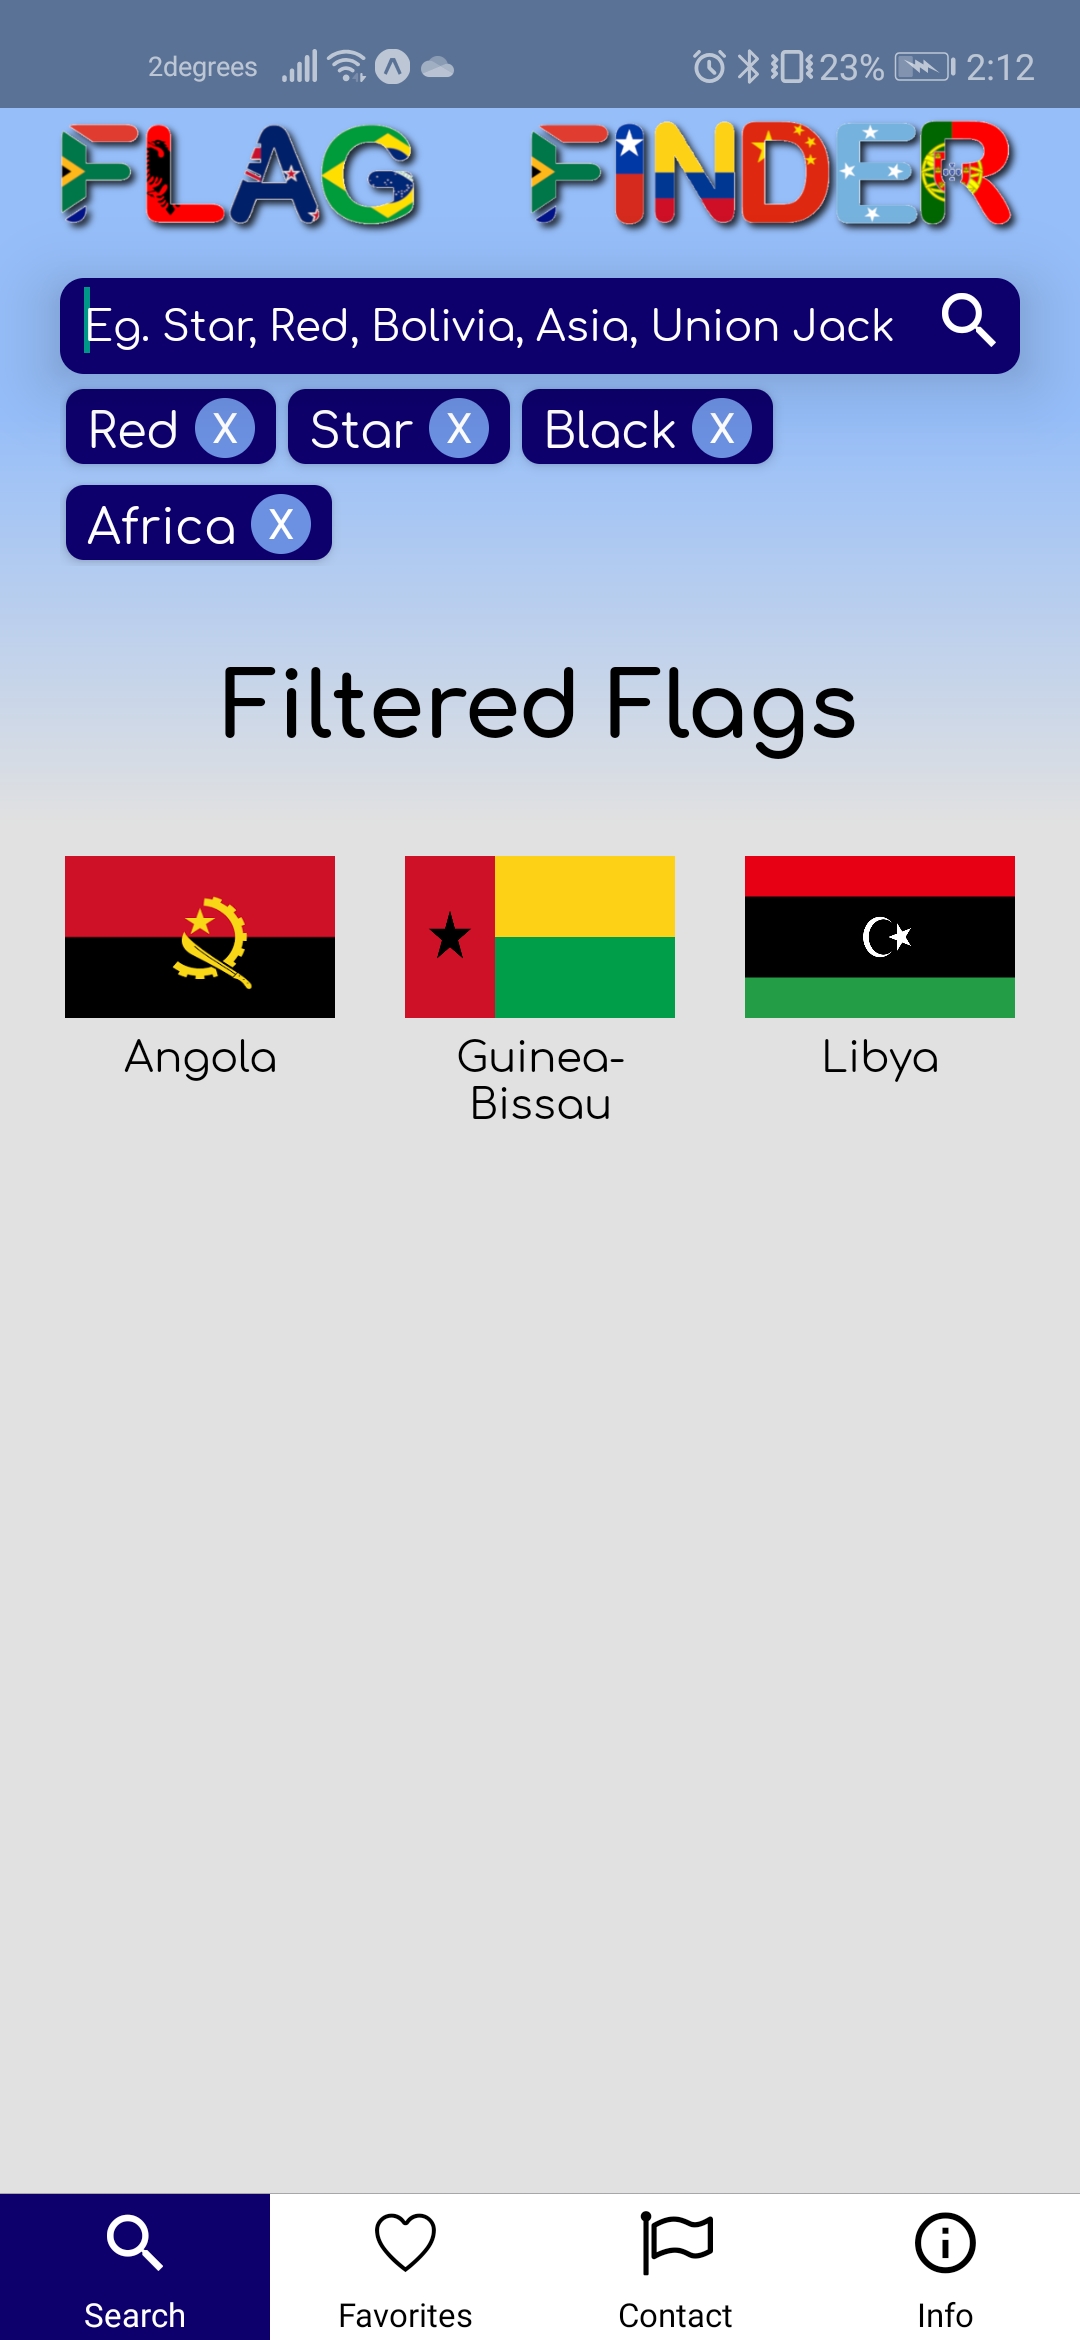 2degrees 23% 2:12
FLAG FINDER
Eg. Star, Red, Bolivia, Asia, Union Jack
Red X Star X Black X
Africa X
Filtered Flags
Angola Guinea- Libya
Bissau
Search Favorites Contact Info